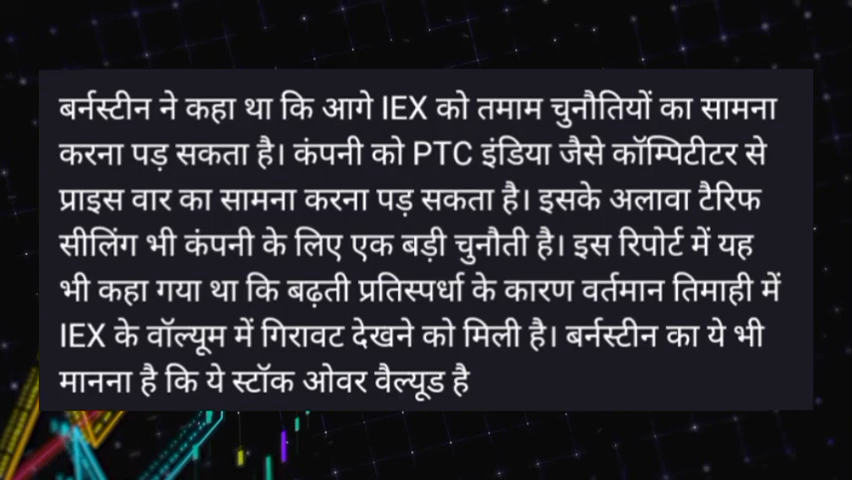 बर्नस्टीन ने कहा था कि आगे IEX को तमाम चुनौतियों का सामना
करना पड़ सकता है। कंपनी को PTC इंडिया जैसे कॉम्पिटीटर से
प्राइस वार का सामना करना पड़ सकता है। इसके अलावा टैरिफ
सीलिंग भी कंपनी के लिए एक बड़ी चुनौती है। इस रिपोर्ट में यह
भी कहा गया था कि बढ़ती प्रतिस्पर्धा के कारण वर्तमान तिमाही में
IEX के वॉल्यूम में गिरावट देखने को मिली है। बर्नस्टीन का ये भी
मानना है कि ये स्टॉक ओवर वैल्यूड है